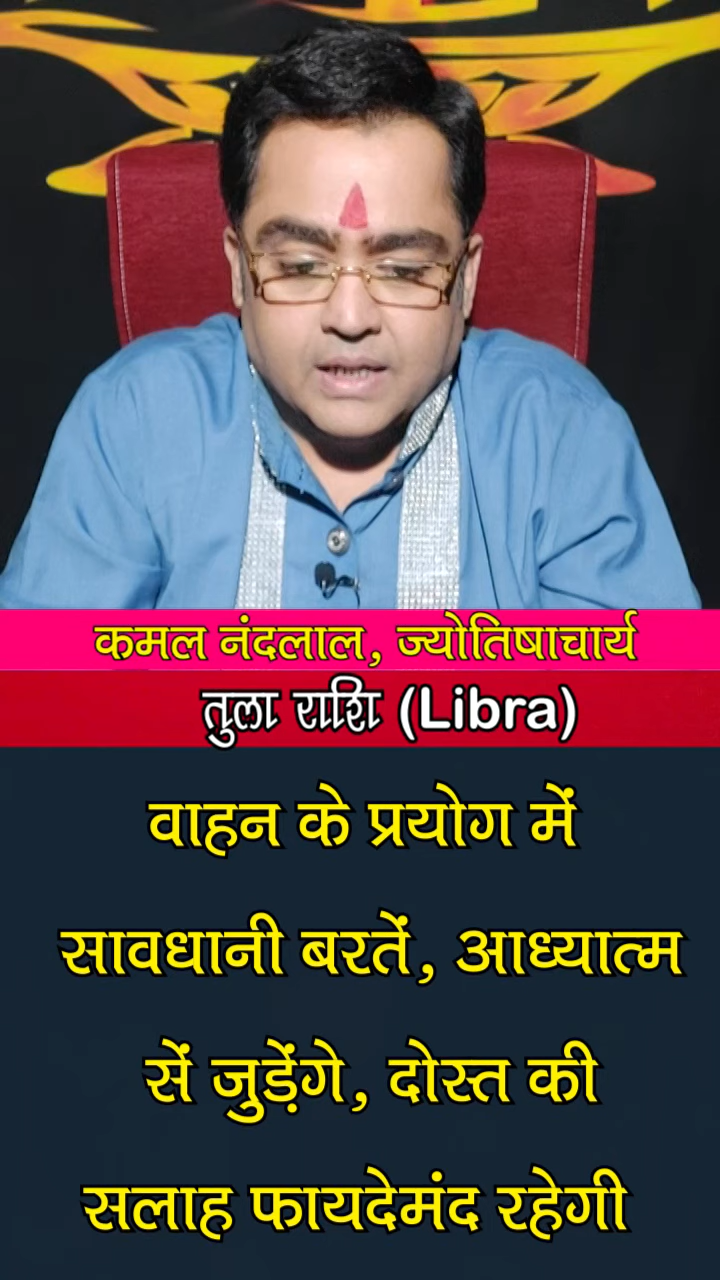 कमल नंदलाल, ज्योतिषाचार्य
तुला राशि (Libra)
वाहन के प्रयोग में
सावधानी बरतें, आध्यात्म
सें जुड़ेंगे, दोस्त की
सलाह फायदेमंद रहेगी